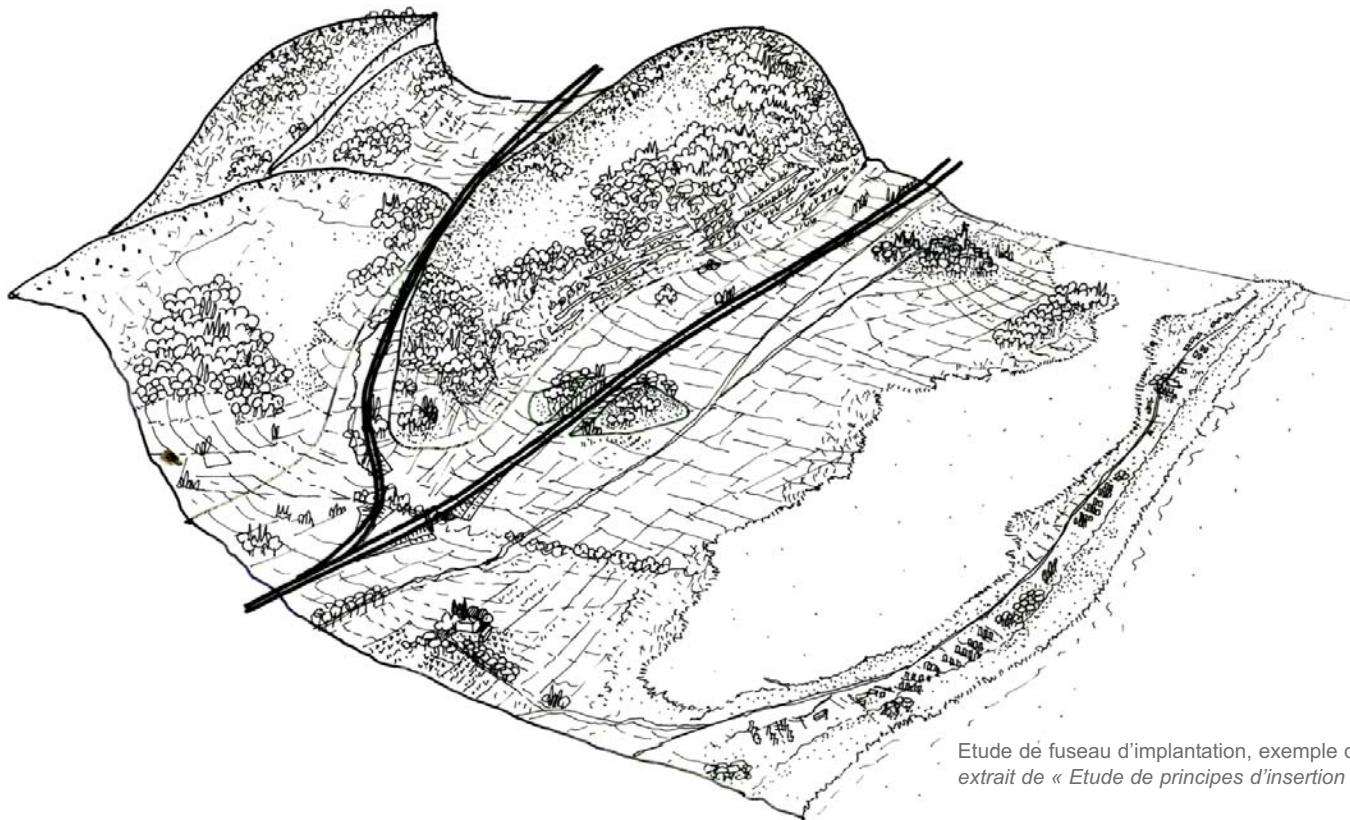 Etude de fuseau d’implantation, exemple d
extrait de « Etude de principes d’insertion